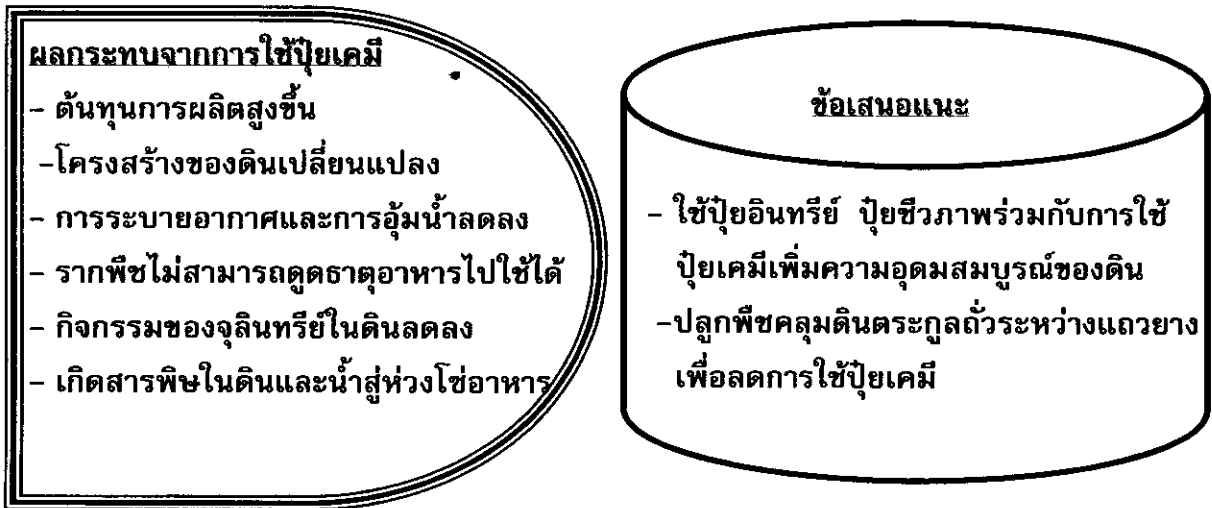 ผลกระทบจากการใช้ปุ๋ยเคมี
- ต้นทุนการผลิตสูงขึ้น
-โครงสร้างของดินเปลี่ยนแปลง
- การระบายอากาศและการอุ้มน้ำลดลง
- รากพืชไม่สามารถดูดธาตุอาหารไปใช้ได้
- กิจกรรมของจุลินทรีย์ในดินลดลง
- เกิดสารพิษในดินและน้ำสู่ห่วงโซ่อาหาร
ข้อเสนอแนะ
- ใช้ปุ๋ยอินทรีย์ ปุ๋ยชีวภาพร่วมกับการใช้
ปุ๋ยเคมีเพิ่มความอุดมสมบูรณ์ของดิน
-ปลูกพืชคลุมดินตระกูลถั่วระหว่างแถวยาง
เพื่อลดการใช้ปุ๋ยเคมี